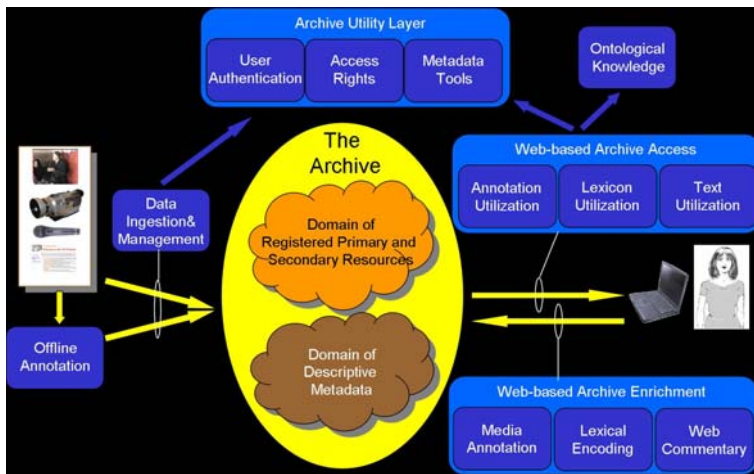 Archive Utility Layer
User
Authentication
Access
Rights
Metadata
Tools
Ontological
Knowledge
The
Archive
Web-based Archive Access
Annotation
Utilization
Lexicon
Utilization
Text
Utilization
Data
Ingestion&
Management
Domain of
Registered Primary and
Secondary Resources
Offline
Annotation
Domain of
Descriptive
Metadata
Web-based Archive Enrichment
Media
Annotation
Lexical
Encoding
Web
Commentary